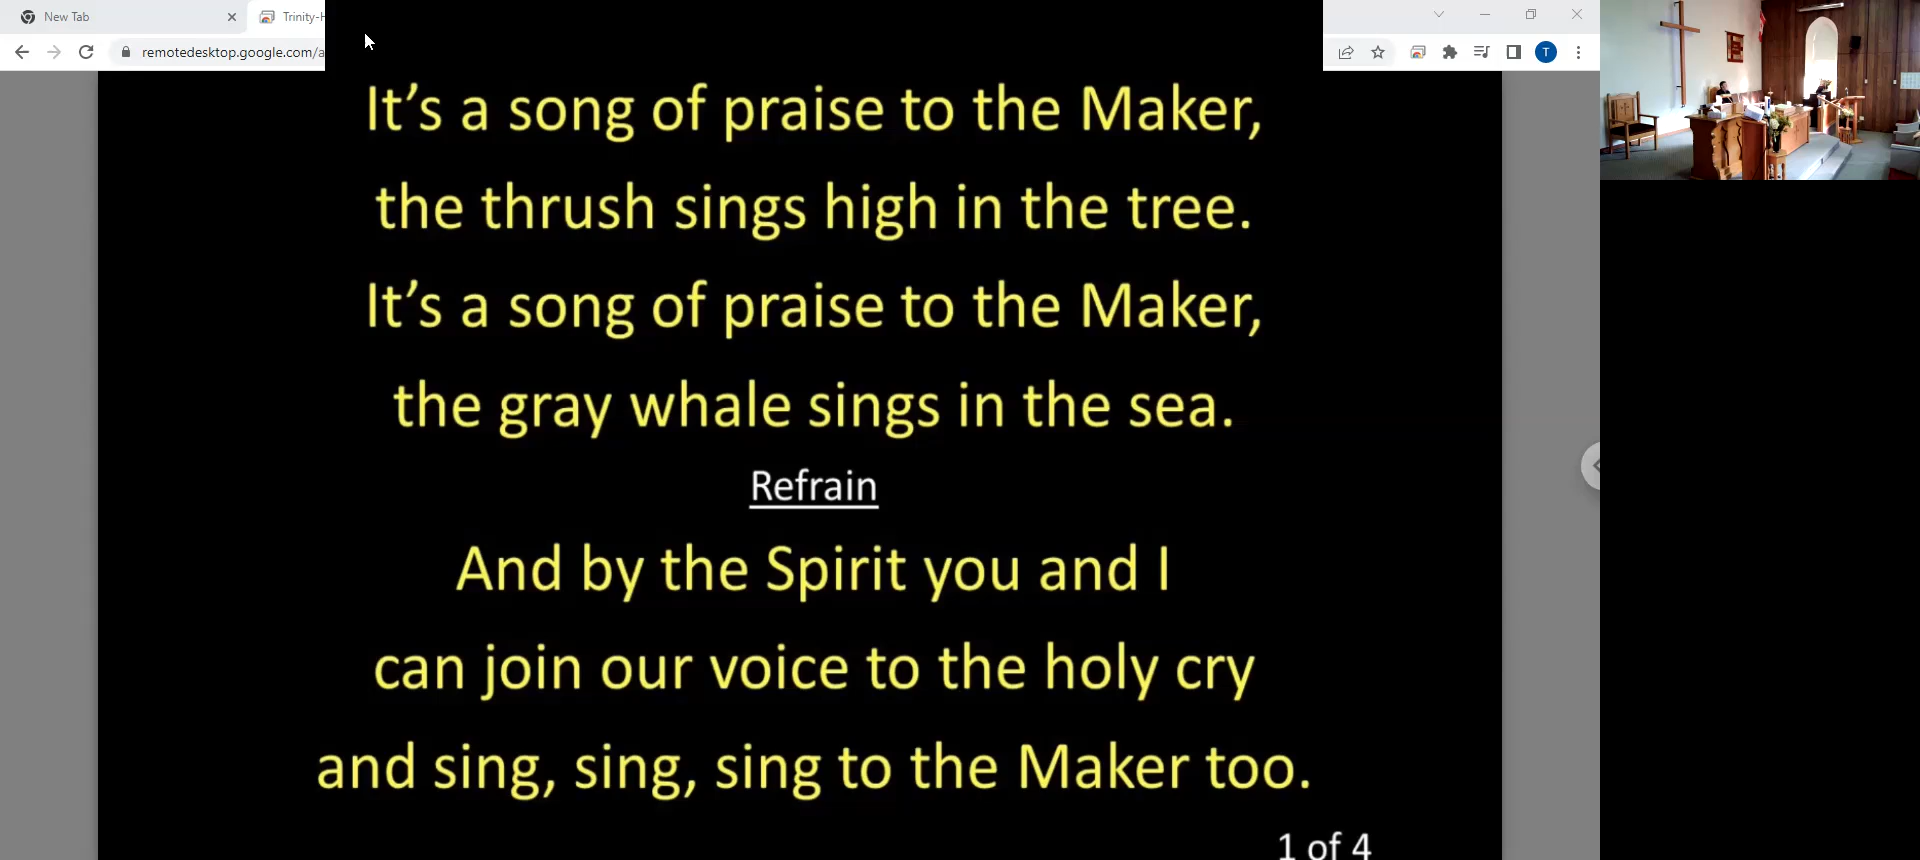 New Tab
Trinity-H
remotedesktop.google.com/a
T
It's a song of praise to the Maker,
the thrush sings high in the tree.
It's a song of praise to the Maker,
the gray whale sings in the sea.
Refrain
And by the Spirit you and I
can join our voice to the holy cry
and sing, sing, sing to the Maker too.
1 of 4